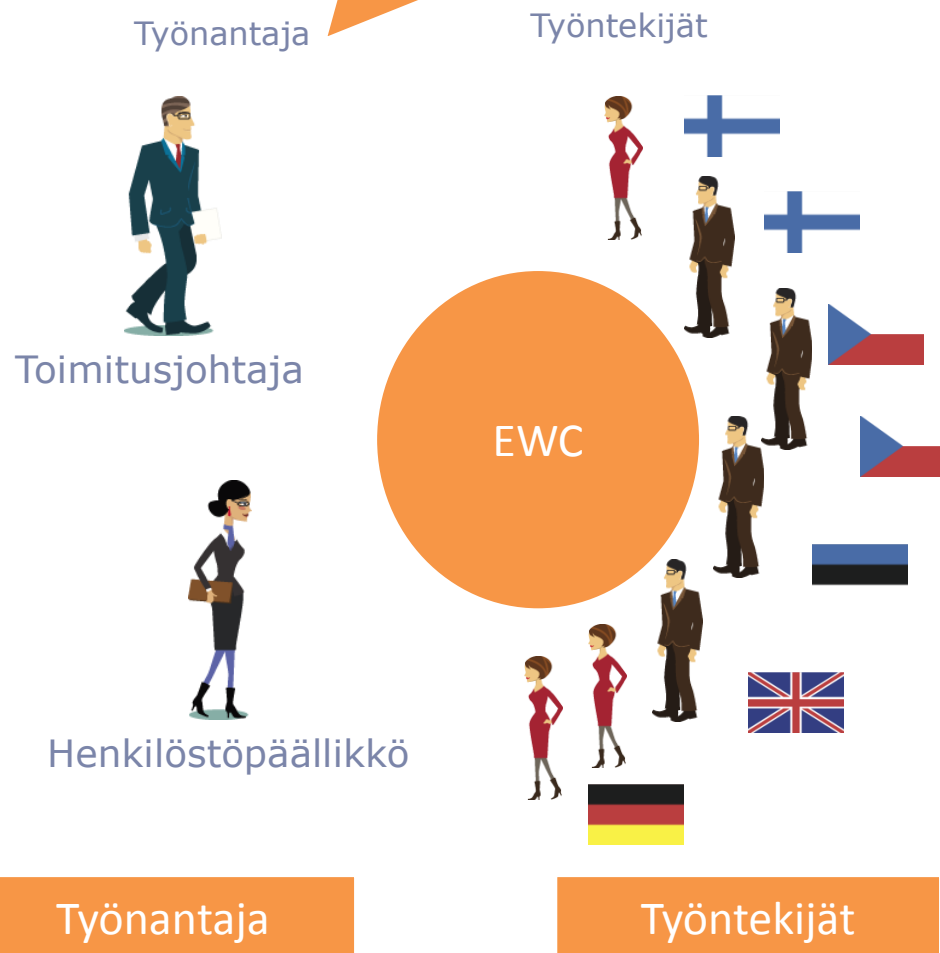 Työnantaja
Työntekijät
Toimitusjohtaja
EWC
Henkilöstöpäällikkö
Työnantaja
Työntekijät